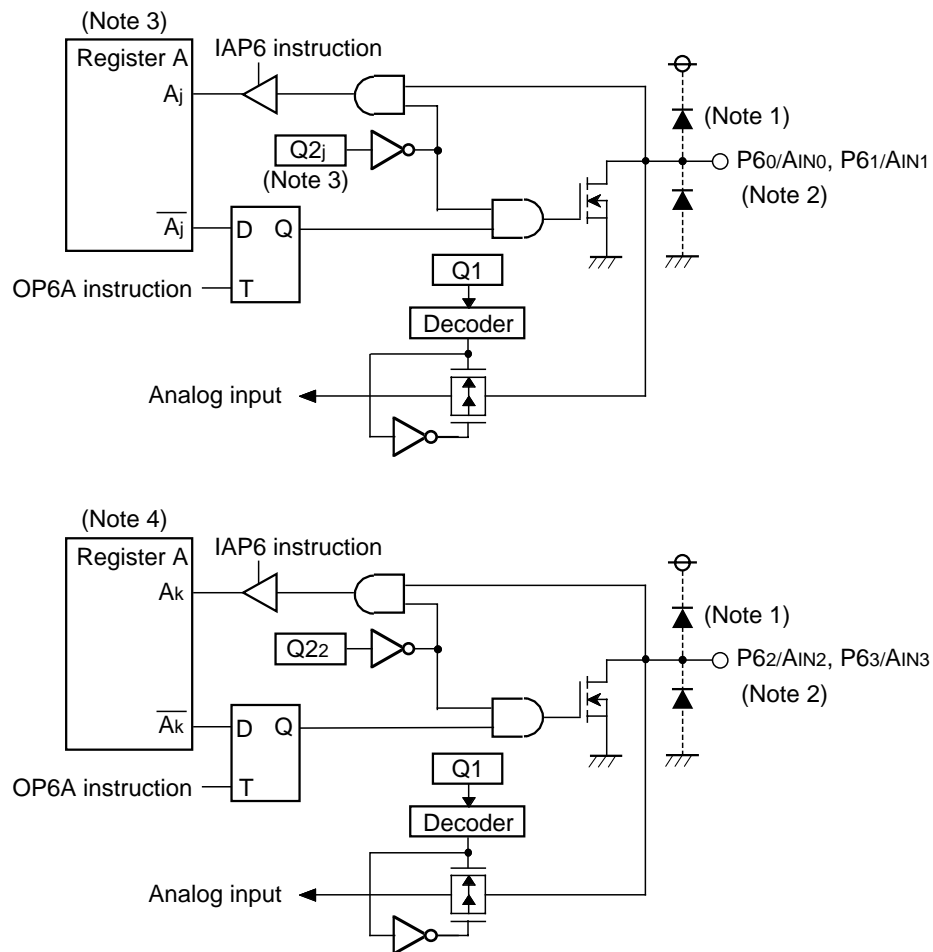 (Note 3)
IAP6 instruction
Register A
Aj
(Note 1)
Q2j
(Note 3)
P60/AIN0, P61/AIN1
(Note 2)
Aj
D Q
T
OP6A instruction
Q1
Decoder
Analog input
(Note 4)
IAP6 instruction
Register A
Ak
(Note 1)
Q22
P62/AIN2, P63/AIN3
(Note 2)
Ak
D Q
T
OP6A instruction
Q1
Decoder
Analog input